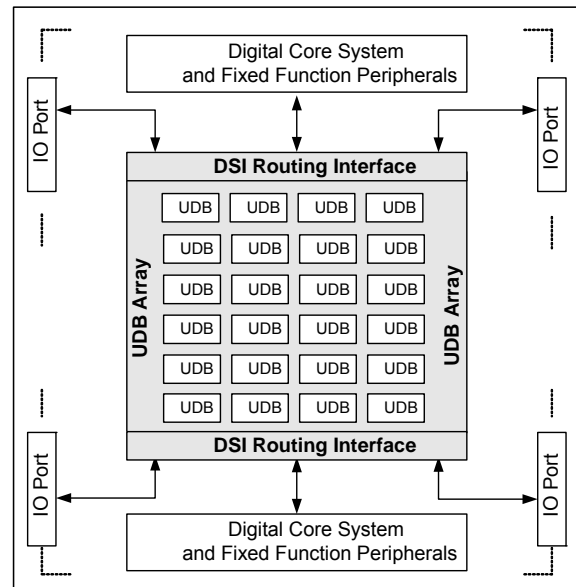 Digital Core System
and Fixed Function Peripherals
IO Port
IO Port
DSI Routing Interface
UDB UDB UDB UDB
UDB UDB UDB UDB
UDB UDB UDB UDB
UDB Array
UDB Array
UDB UDB UDB UDB
UDB UDB UDB UDB
UDB UDB UDB UDB
DSI Routing Interface
IO Port
IO Port
Digital Core System
and Fixed Function Peripherals